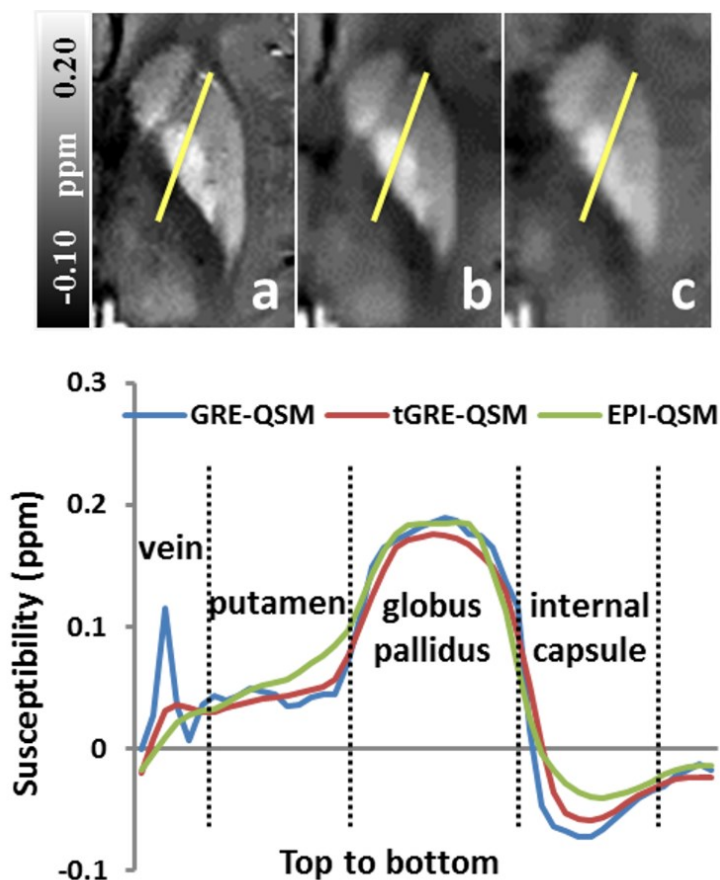 -0.10 ppm 0.20
a
b
c
0.3
GRE-QSM tGRE-QSM EPI-QSM
0.2
vein
putamen
globus
pallidus
internal
capsule
0.1
0
-0.1
Susceptibility (ppm)
Top to bottom